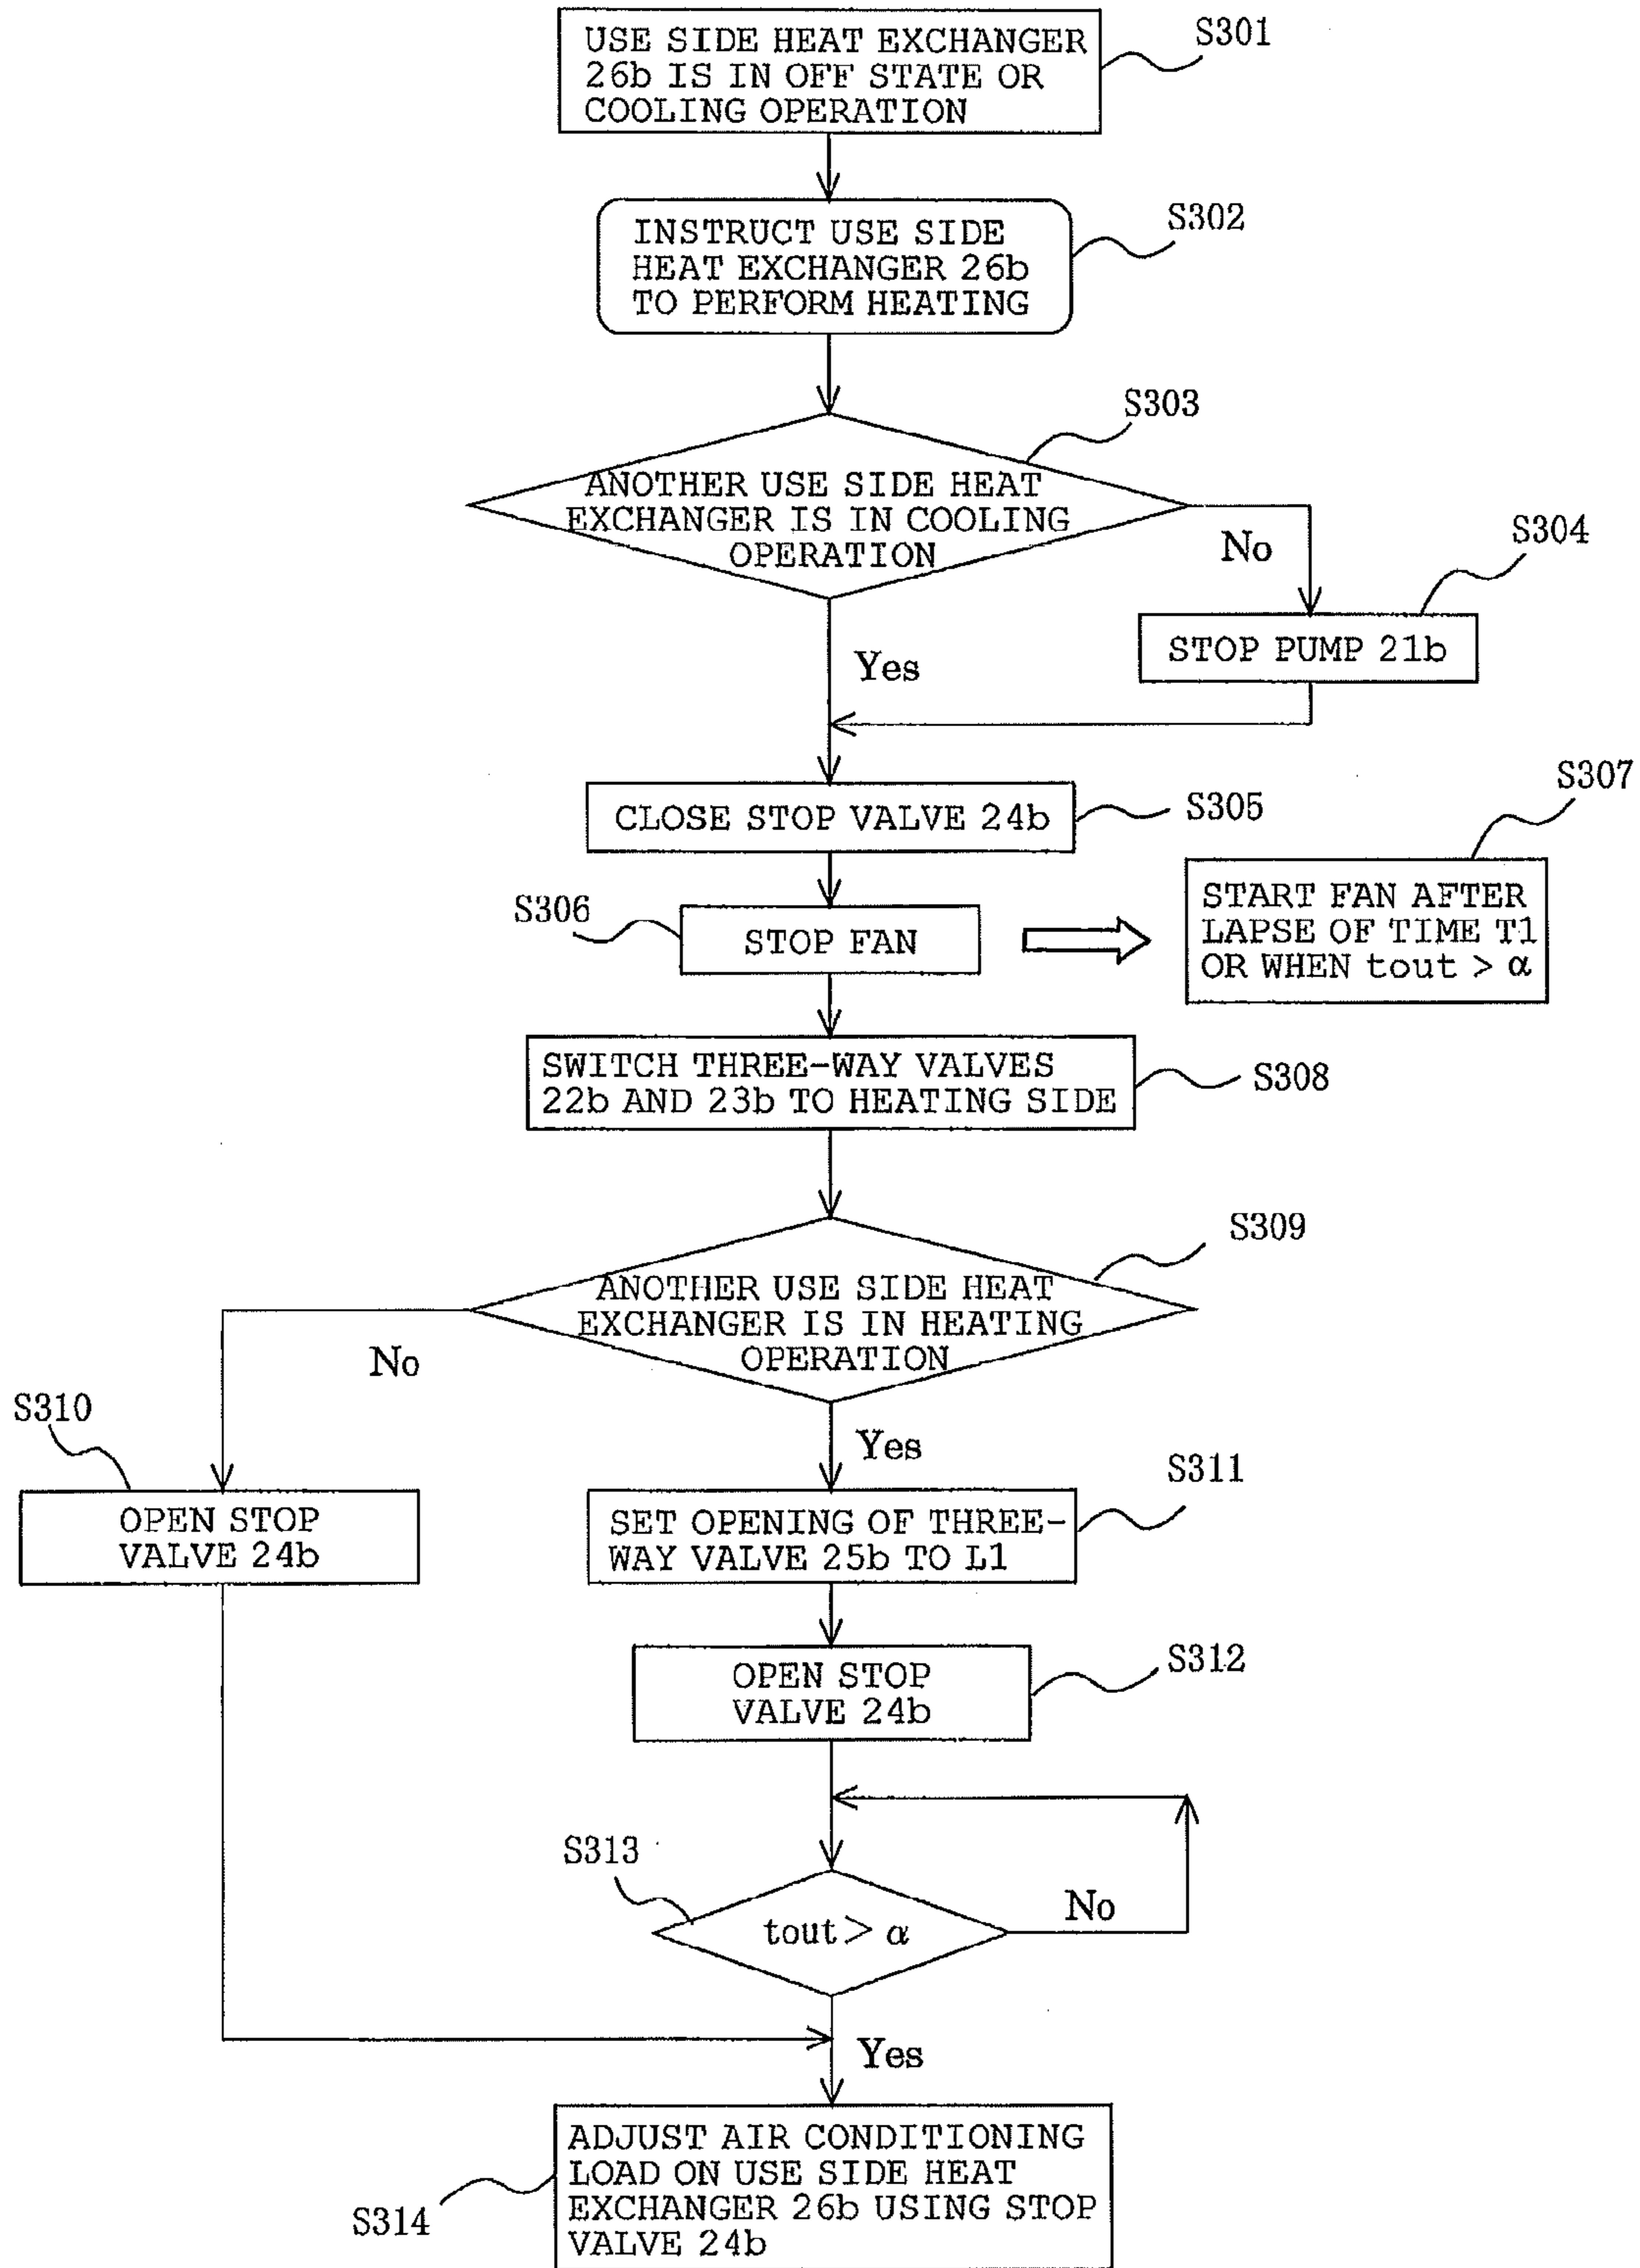 S301
USE SIDE HEAT EXCHANGER
26b IS IN OFF STATE OR
COOLING OPERATION
S302
INSTRUCT USE SIDE
HEAT EXCHANGER 26b
TO PERFORM HEATING
S303
ANOTHER USE SIDE HEAT
EXCHANGER IS IN COOLING
OPERATION
No
S304
STOP PUMP 21b
Yes
CLOSE STOP VALVE 24b
S305
S306
STOP FAN
S307
START FAN AFTER
LAPSE OF TIME T1
OR WHEN tout > α
SWITCH THREE-WAY VALVES
22b AND 23b TO HEATING SIDE
S308
S309
ANOTHER USE SIDE HEAT
EXCHANGER IS IN HEATING
OPERATION
No
S310
OPEN STOP
VALVE 24b
Yes
S311
SET OPENING OF THREE-
WAY VALVE 25b TO L1
S312
OPEN STOP
VALVE 24b
S313
tout > α
No
Yes
ADJUST AIR CONDITIONING
LOAD ON USE SIDE HEAT
EXCHANGER 26b USING STOP
VALVE 24b
S314